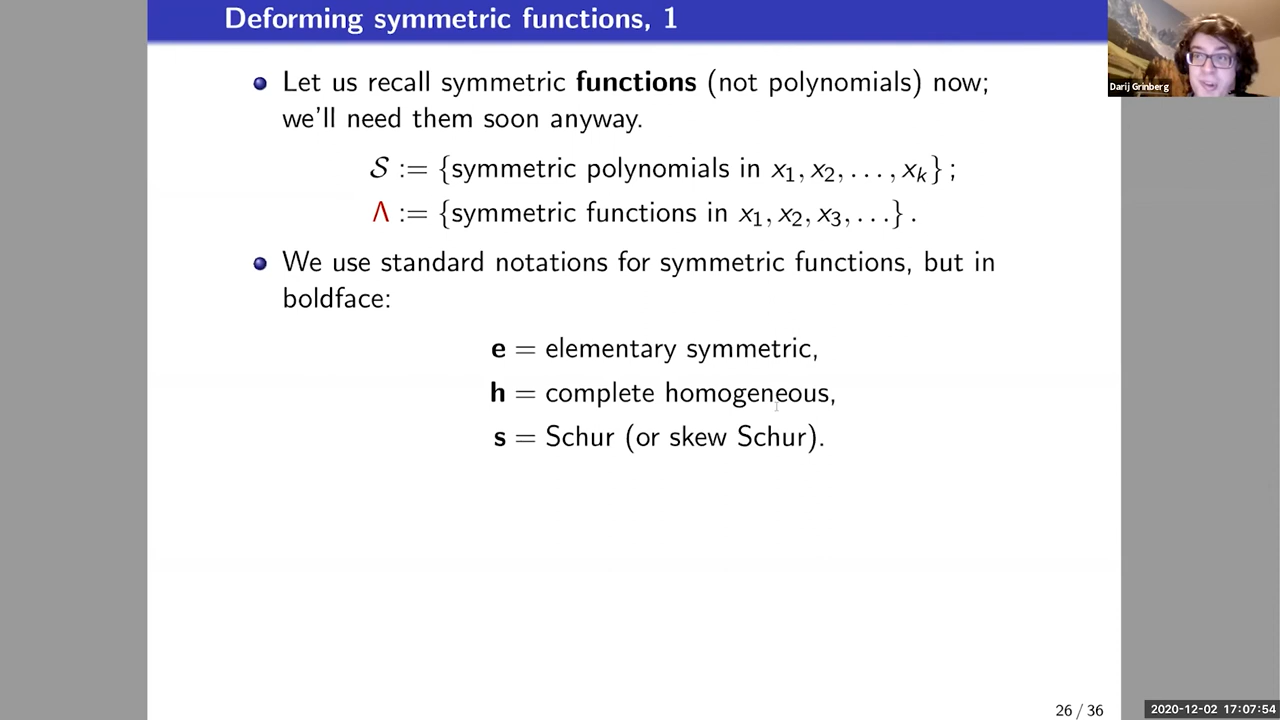 Deforming symmetric functions, 1
Darij Grinberg
Let us recall symmetric functions (not polynomials) now;
we'll need them soon anyway.
𝒮 := {symmetric polynomials in x₁, x₂, . . . , xₖ} ;
Λ := {symmetric functions in x₁, x₂, x₃, . . .} .
We use standard notations for symmetric functions, but in
boldface:
e = elementary symmetric,
h = complete homogeneous,
s = Schur (or skew Schur).
26 / 36
2020-12-02 17:07:54